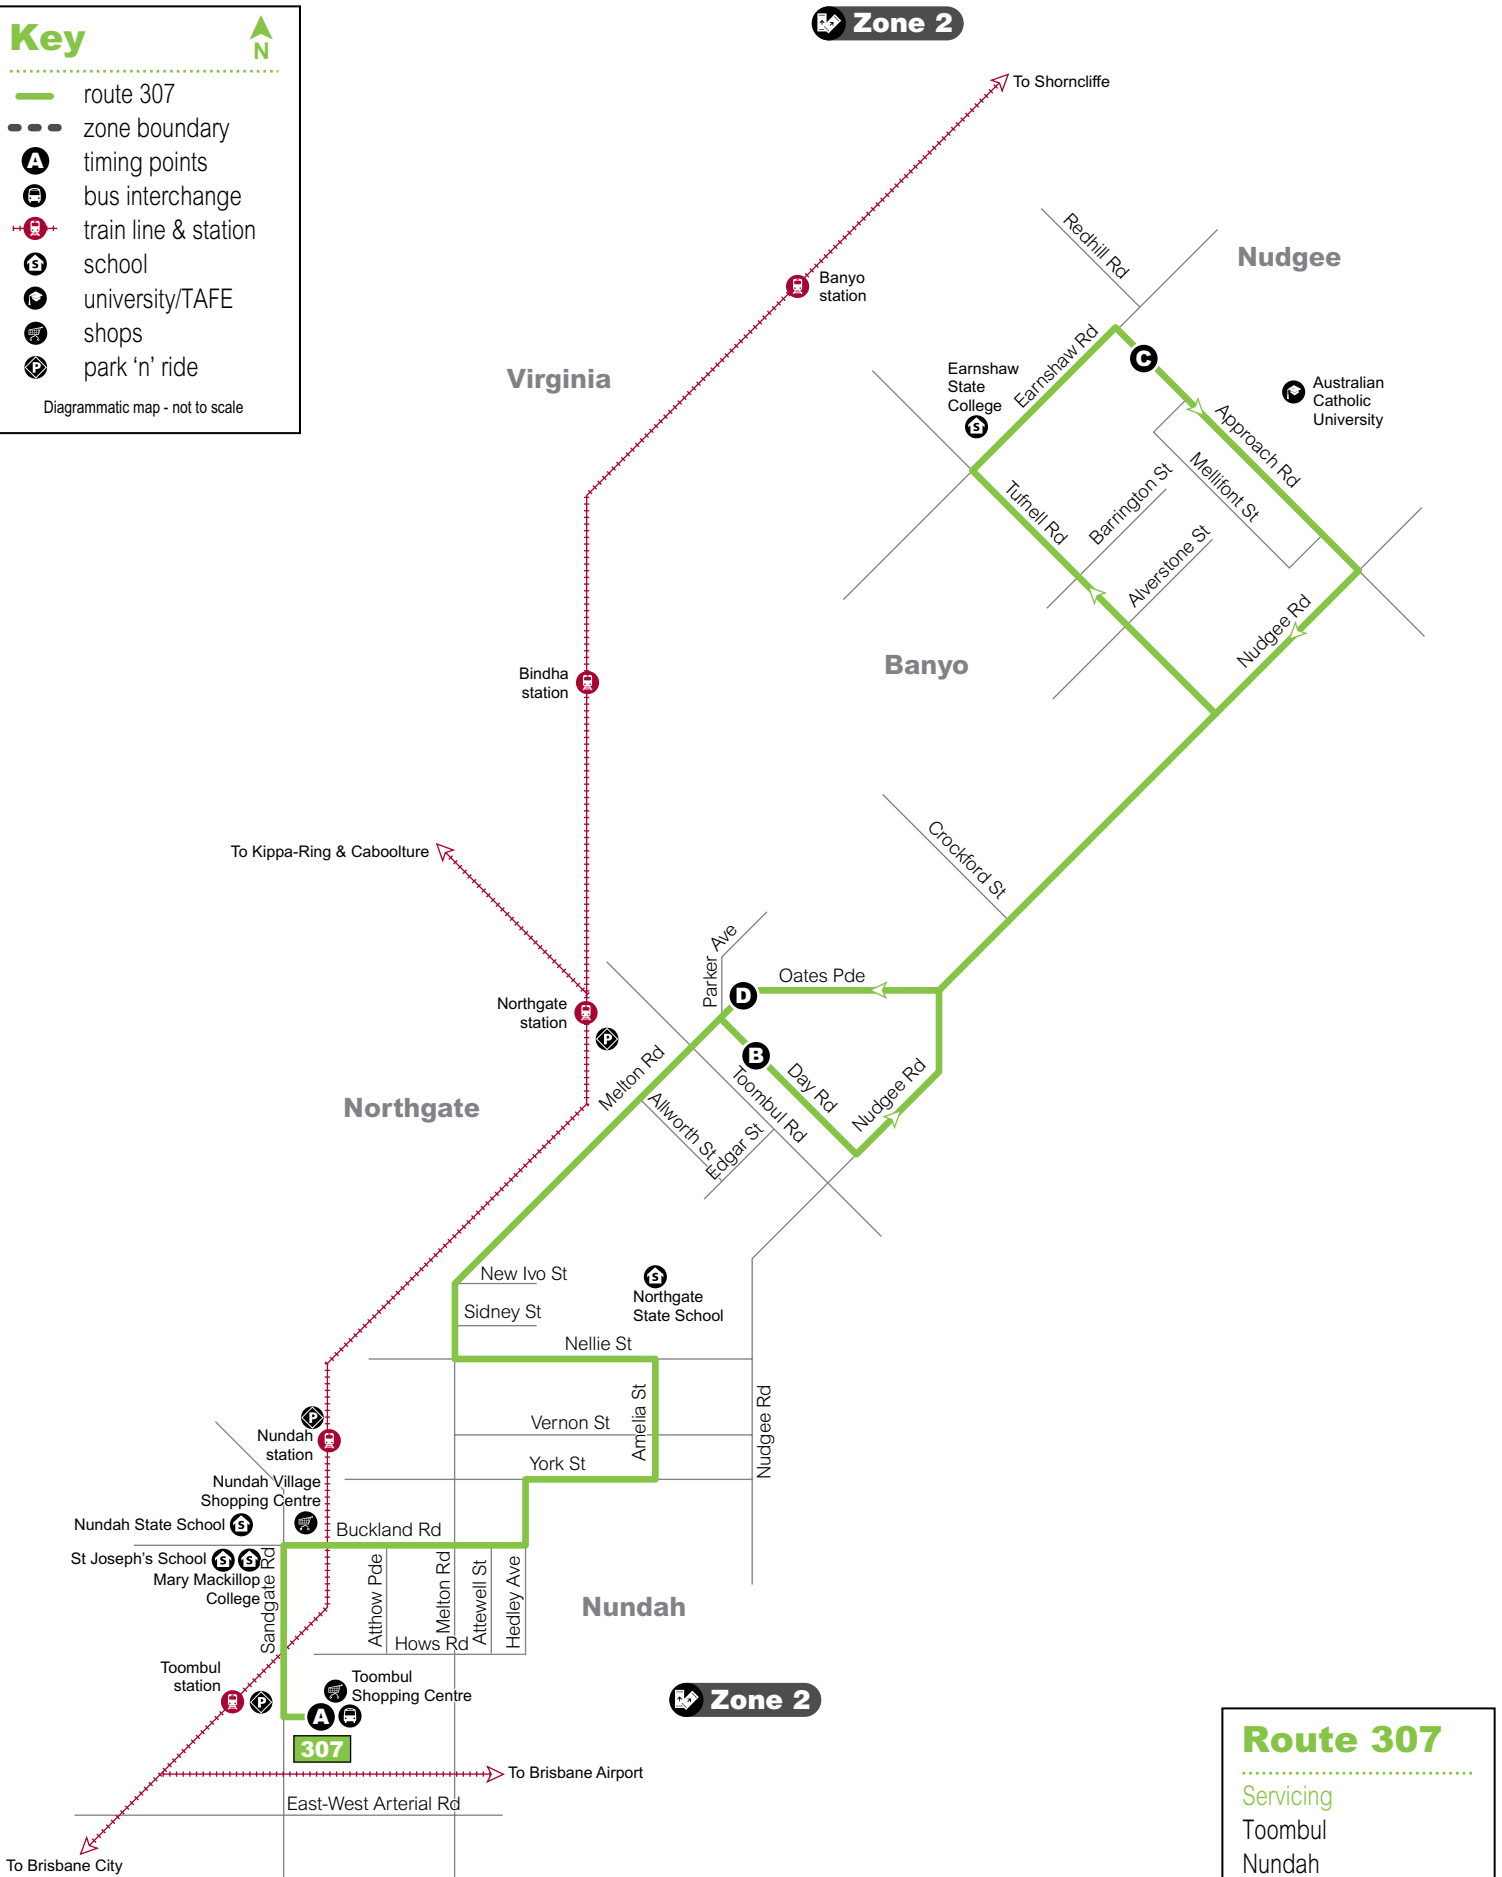 Key
N
route 307
zone boundary
A
timing points
bus interchange
train line & station
S
school
university/TAFE
shops
P
park ‘n’ ride
Diagrammatic map - not to scale
Zone 2
To Shorncliffe
Redhill Rd
Nudgee
Banyo
station
Virginia
Earnshaw Rd
C
Earnshaw
State
College
S
Australian
Catholic
University
Approach Rd
Mellifont St
Barrington St
Tufnell Rd
Alverstone St
Nudgee Rd
Banyo
Bindha
station
Crockford St
To Kippa-Ring & Caboolture
Parker Ave
Oates Pde
D
Northgate
station
P
B
Melton Rd
Day Rd
Toombul Rd
Nudgee Rd
Northgate
Allworth St
Edgar St
New Ivo St
S
Northgate
State School
Sidney St
Nellie St
Amelia St
Nudgee Rd
P
Nundah
station
Vernon St
York St
Nundah Village
Shopping Centre
Nundah State School
S
Buckland Rd
St Joseph’s School
S
S
Mary Mackillop
College
Sandgate Rd
Atthow Pde
Melton Rd
Attewell St
Hedley Ave
Nundah
Hows Rd
Toombul
station
P
Toombul
Shopping Centre
A
307
Zone 2
To Brisbane Airport
East-West Arterial Rd
To Brisbane City
Route 307
Servicing
Toombul
Nundah